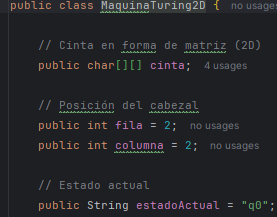 public class MaquinaTuring2D { no usages
// Cinta en forma de matriz (2D)
public char[][] cinta; 4 usages
// Posición del cabezal
public int fila = 2; no usages
public int columna = 2; no usages
// Estado actual
public String estadoActual = "q0";